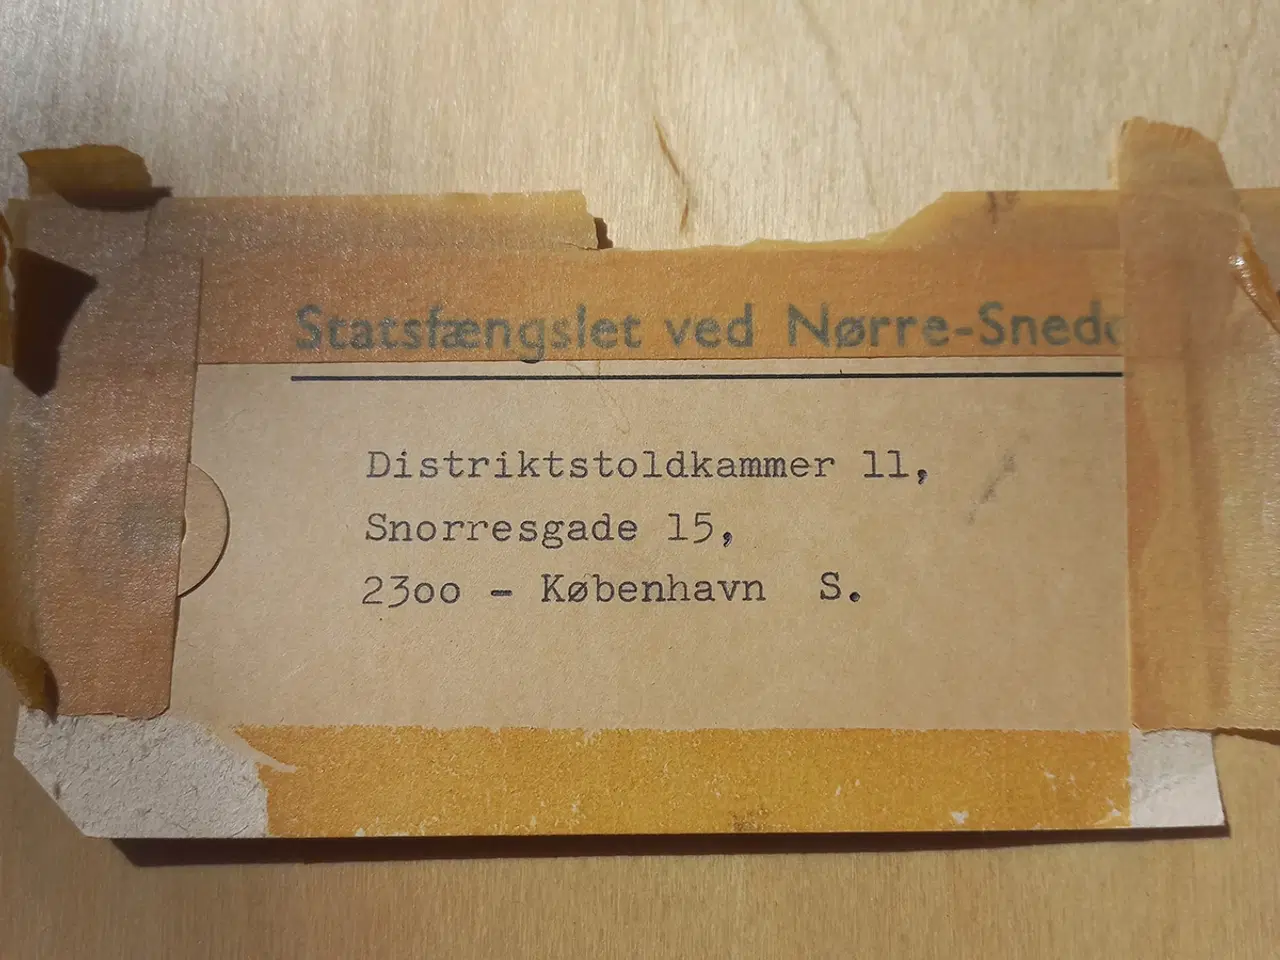 Statsfængslet ved Nørre-Snede
Distriktstoldkammer 11,
Snorresgade 15,
2300 - København S.